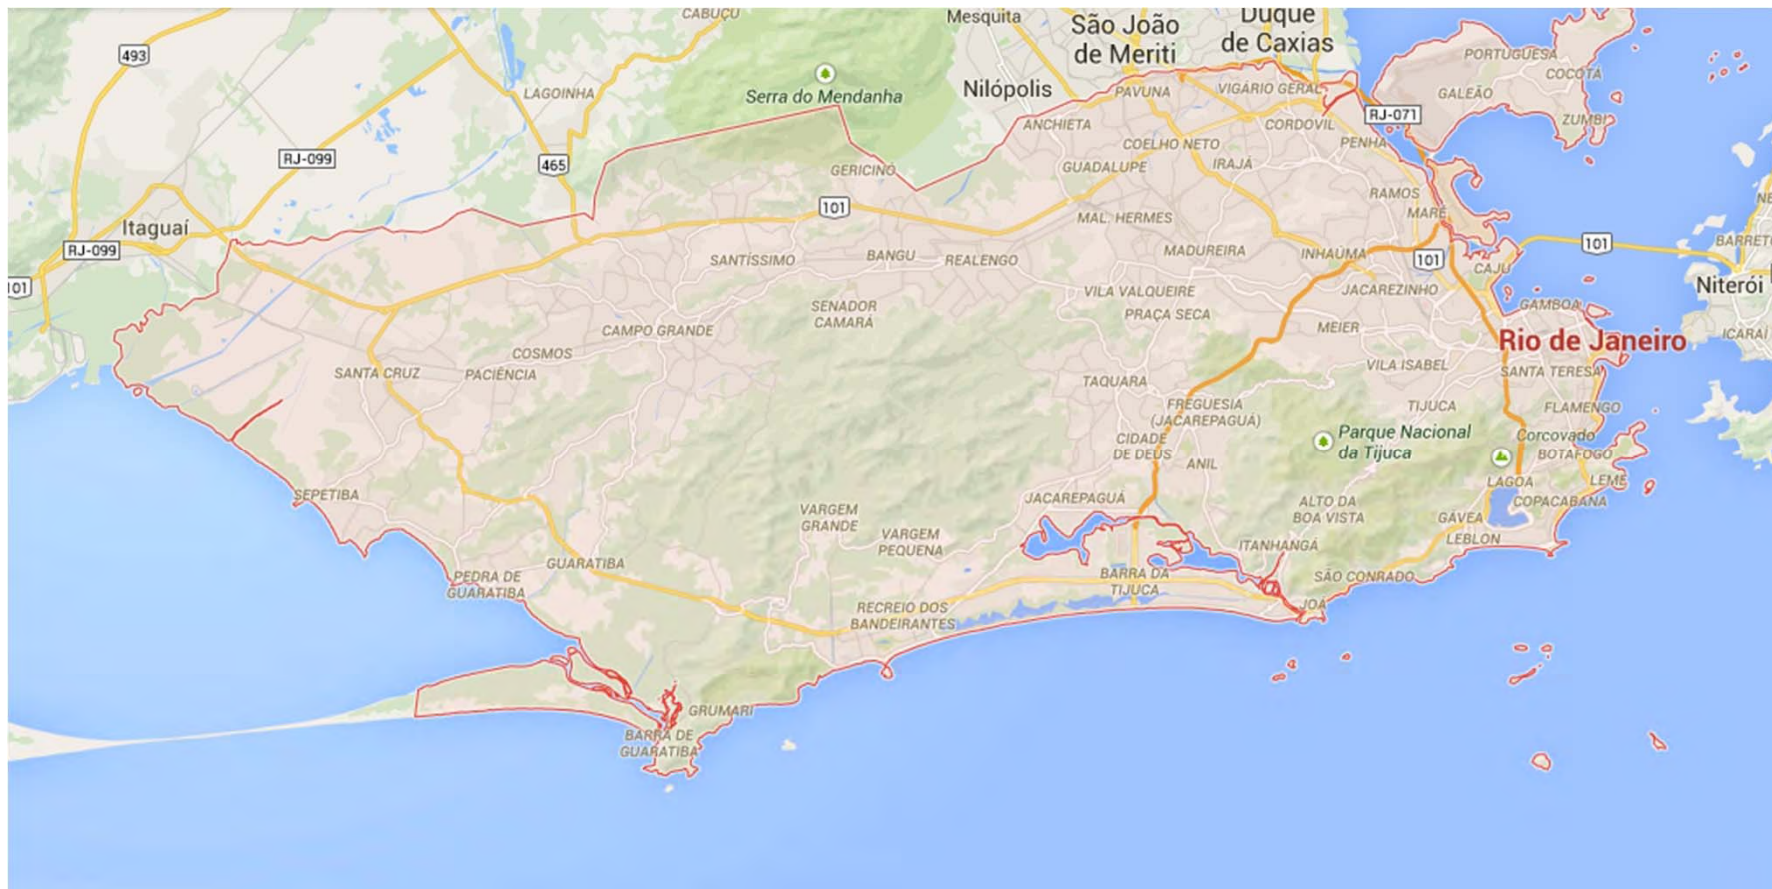 CABUÇU
Mesquita
São João
de Meriti
Duque
de Caxias
493
PORTUGUESA
COCOTÁ
LAGOINHA
Serra do Mendanha
Nilópolis
PAVUNA
VIGÁRIO GERAL
GALEÃO
RJ-071
ZUMBI
ANCHIETA
CORDOVIL
RJ-099
465
COELHO NETO
PENHA
GERICINÓ
GUADALUPE
IRAJÁ
RAMOS
101
MAL. HERMES
MARÉ
Itaguaí
RJ-099
SANTÍSSIMO
BANGU
REALENGO
MADUREIRA
INHAÚMA
101
CAJU
101
BARRETO
NE
101
VILA VALQUEIRE
JACAREZINHO
Niterói
SENADOR
CAMARÁ
PRAÇA SECA
GAMBOA
CAMPO GRANDE
MEIER
Rio de Janeiro
ICARAÍ
COSMOS
SANTA CRUZ
PACIÊNCIA
TAQUARA
VILA ISABEL
SANTA TERESA
FREGUESIA
(JACAREPAGUÁ)
TIJUCA
FLAMENGO
CIDADE
DE DEUS
Parque Nacional
da Tijuca
Corcovado
BOTAFOGO
ANIL
SEPETIBA
JACAREPAGUÁ
LAGOA
LEME
VARGEM
GRANDE
ALTO DA
BOA VISTA
COPACABANA
GÁVEA
VARGEM
PEQUENA
ITANHANGÁ
LEBLON
GUARATIBA
PEDRA DE
GUARATIBA
BARRA DA
TIJUCA
SÃO CONRADO
RECREIO DOS
BANDEIRANTES
JOÁ
GRUMARI
BARRA DE
GUARATIBA